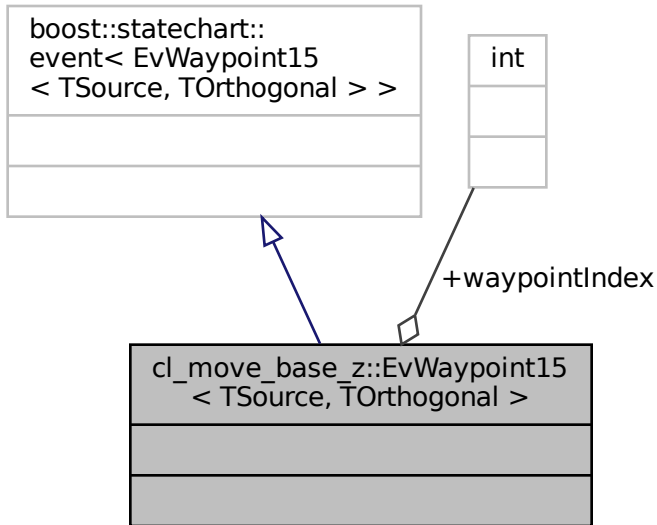 boost::statechart::
event< EvWaypoint15
< TSource, TOrthogonal > >
int
+waypointIndex
cl_move_base_z::EvWaypoint15
< TSource, TOrthogonal >